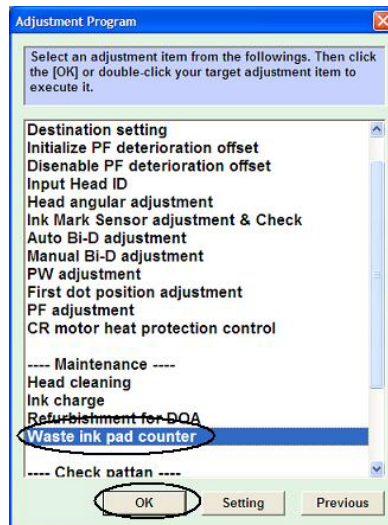 Adjustment Program
Select an adjustment item from the followings. Then click
the [OK] or double-click your target adjustment item to
execute it.
Destination setting
Initialize PF deterioration offset
Disenable PF deterioration offset
Input Head ID
Head angular adjustment
Ink Mark Sensor adjustment & Check
Auto Bi-D adjustment
Manual Bi-D adjustment
PW adjustment
First dot position adjustment
PF adjustment
CR motor heat protection control
---- Maintenance ----
Head cleaning
Ink charge
Refurbishment for DOA
Waste ink pad counter
---- Check pattan ----
OK Setting Previous